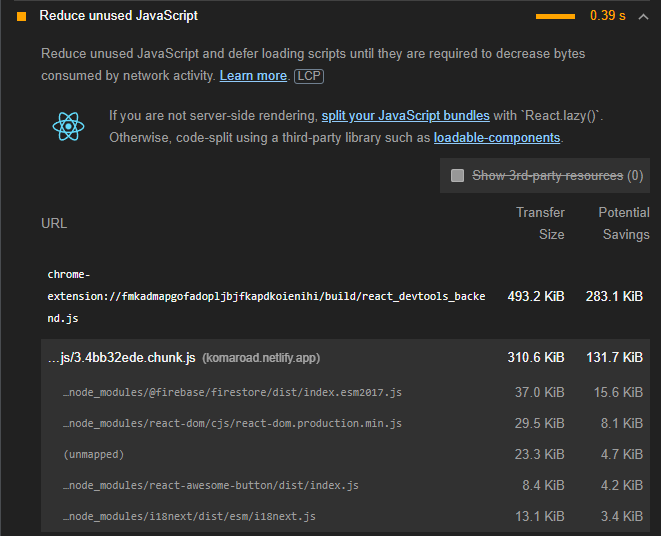 Reduce unused JavaScript 0.39 s
Reduce unused JavaScript and defer loading scripts until they are required to decrease bytes
consumed by network activity. Learn more. LCP
If you are not server-side rendering, split your JavaScript bundles with `React.lazy()`.
Otherwise, code-split using a third-party library such as loadable-components.
Show 3rd-party resources (0)
URL
Transfer Size
Potential Savings
chrome-
extension://fmkadmapgofadopljbjfkapdkoienihi/build/react_devtools_backe
nd.js
493.2 KiB 283.1 KiB
…js/3.4bb32ede.chunk.js (komaroad.netlify.app) 310.6 KiB 131.7 KiB
…node_modules/@firebase/firestore/dist/index.esm2017.js 37.0 KiB 15.6 KiB
…node_modules/react-dom/cjs/react-dom.production.min.js 29.5 KiB 8.1 KiB
(unmapped) 23.3 KiB 4.7 KiB
…node_modules/react-awesome-button/dist/index.js 8.4 KiB 4.2 KiB
…node_modules/i18next/dist/esm/i18next.js 13.1 KiB 3.4 KiB